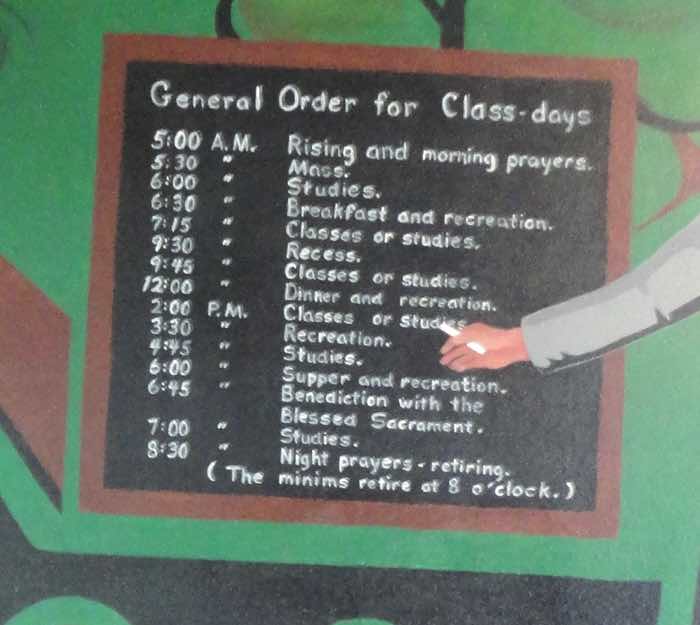 General Order for Class-days
5:00 A.M. Rising and morning prayers.
5:30 " Mass.
6:00 " Studies.
6:30 " Breakfast and recreation.
7:15 " Classes or studies.
9:30 " Recess.
9:45 " Classes or studies.
12:00 Dinner and recreation.
2:00 P.M. Classes or studies
3:30 " Recreation.
4:45 " Studies.
6:00 " Supper and recreation.
6:45 " Benediction with the
Blessed Sacrament.
7:00 " Studies.
8:30 " Night prayers - retiring.
(The minims retire at 8 o'clock.)